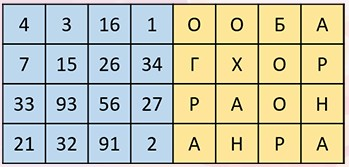 4 3 16 1 О О Б А
7 15 26 34 Г Х О Р
33 93 56 27 Р А О Н
21 32 91 2 А Н Р А